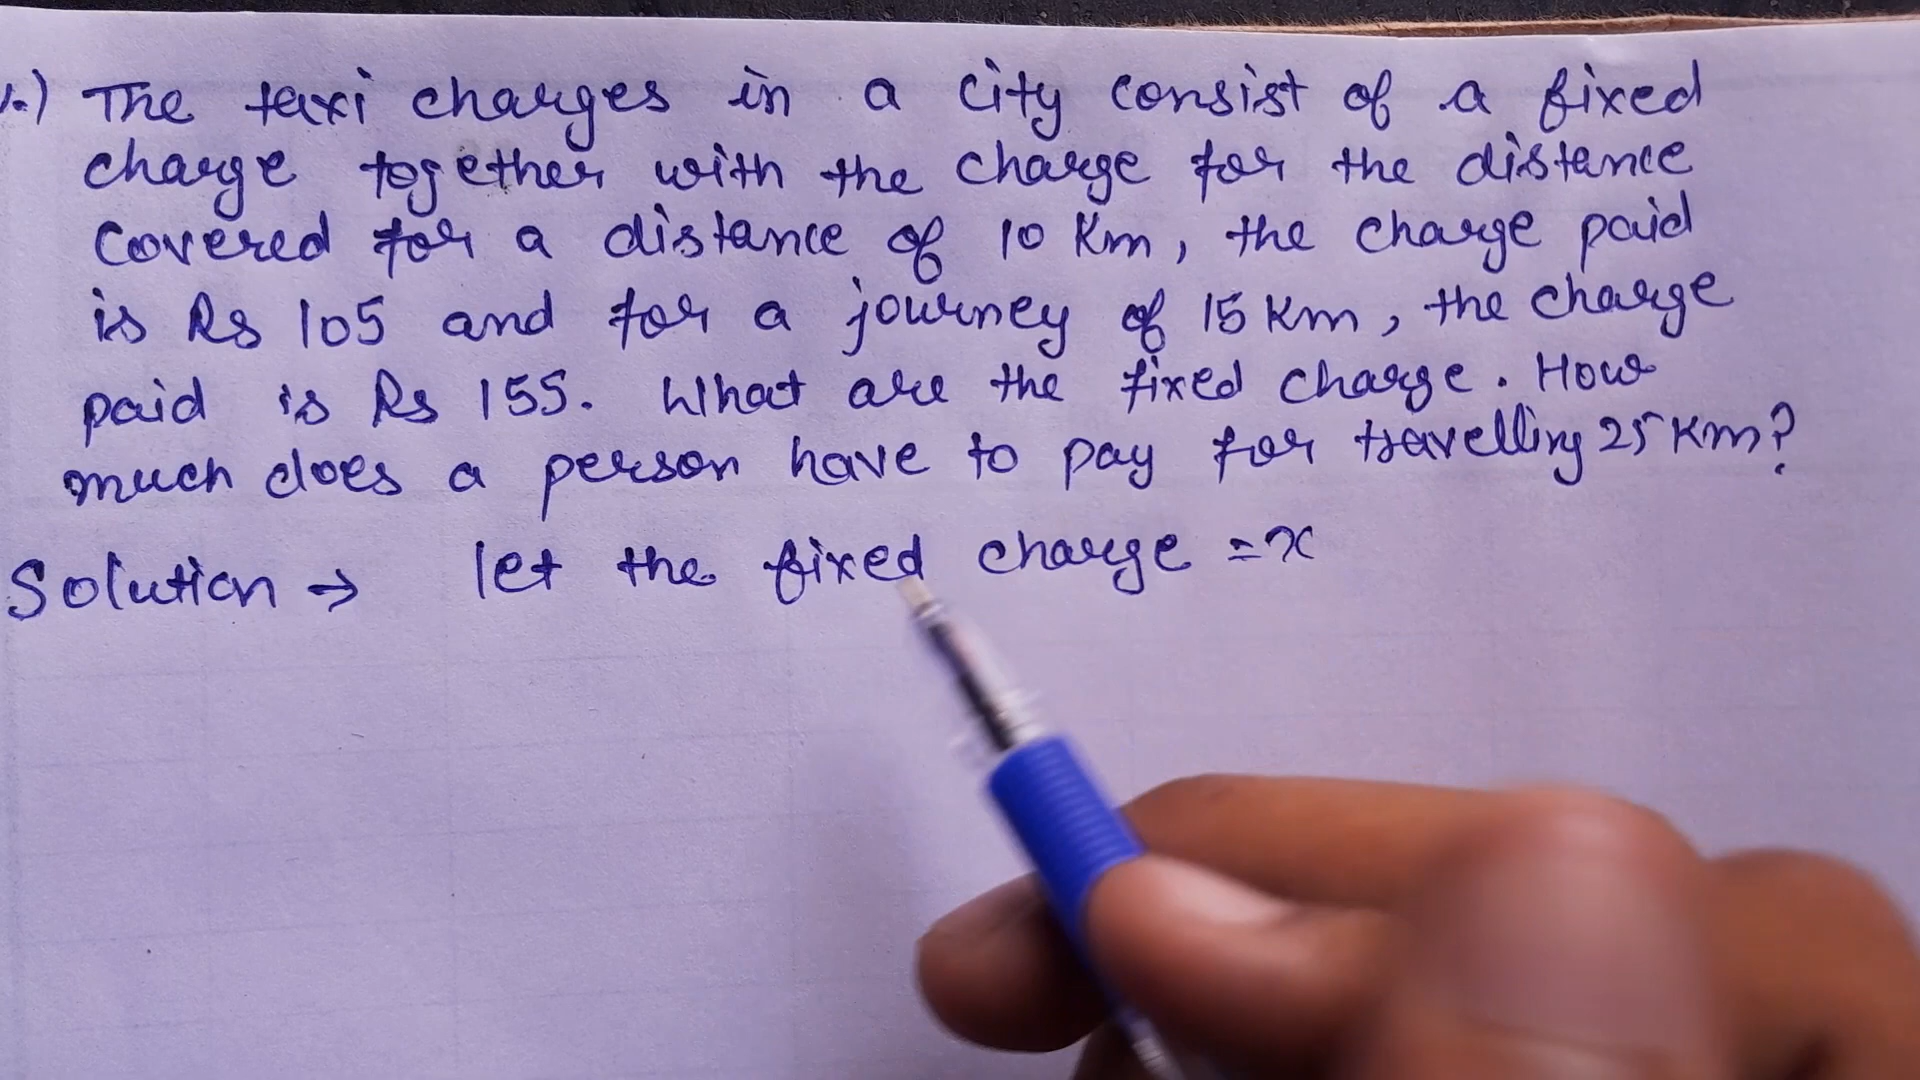 1.) The taxi charges in a city consist of a fixed
charge together with the charge for the distance
covered for a distance of 10 Km, the charge paid
is Rs 105 and for a journey of 15 Km, the charge
paid is Rs 155. What are the fixed charge. How
much does a person have to pay for travelling 25 Km?
Solution → let the fixed charge = x